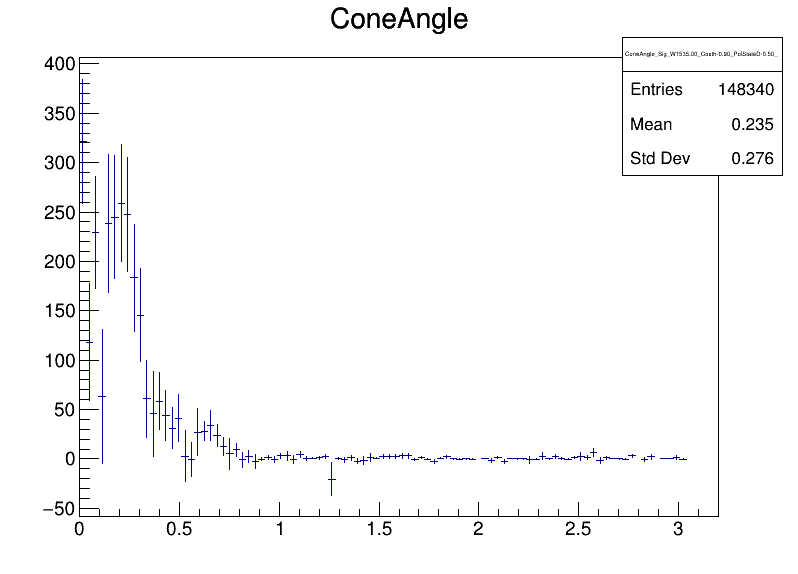 ConeAngle
ConeAngle_Sig_W1535.00_Costh-0.90_PolStateD-0.50_
Entries 148340
Mean 0.235
Std Dev 0.276
400
350
300
250
200
150
100
50
0
−50
0 0.5 1 1.5 2 2.5 3